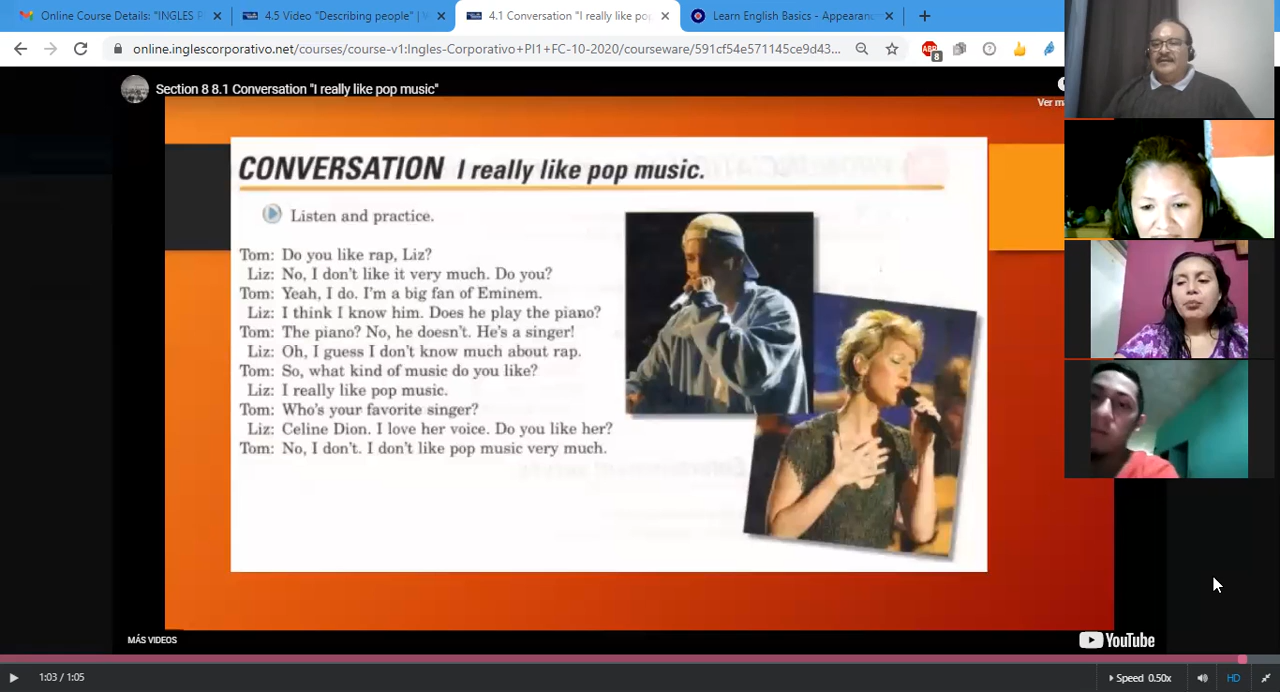 Online Course Details: "INGLES P
4.5 Video "Describing people" |
4.1 Conversation "I really like po
Learn English Basics - Appearanc
online.inglescorporativo.net/courses/course-v1:Ingles-Corporativo+PI1+FC-10-2020/courseware/591cf54e571145ce9d43...
ABP
8
Section 8 8.1 Conversation "I really like pop music"
Ver má
CONVERSATION I really like pop music.
Listen and practice.
Tom: Do you like rap, Liz?
Liz: No, I don't like it very much. Do you?
Tom: Yeah, I do. I'm a big fan of Eminem.
Liz: I think I know him. Does he play the piano?
Tom: The piano? No, he doesn't. He's a singer!
Liz: Oh, I guess I don't know much about rap.
Tom: So, what kind of music do you like?
Liz: I really like pop music.
Tom: Who's your favorite singer?
Liz: Celine Dion. I love her voice. Do you like her?
Tom: No, I don't. I don't like pop music very much.
MÁS VIDEOS
YouTube
1:03 / 1:05
Speed 0.50x
HD